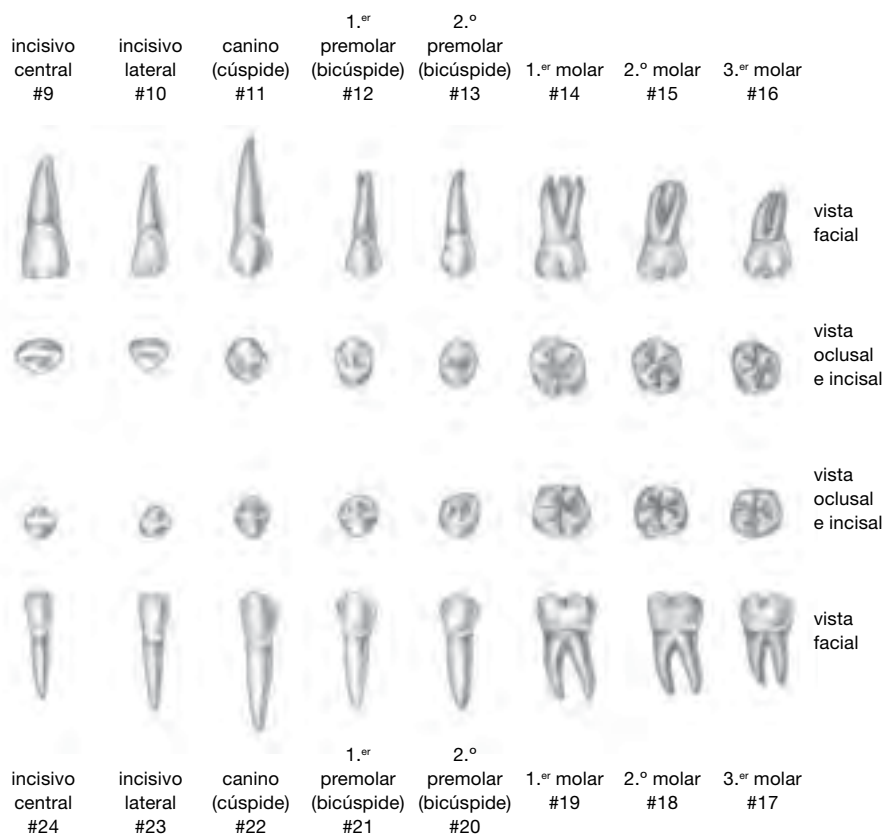 incisivo
central
#9
incisivo
lateral
#10
canino
(cúspide)
#11
1.er
premolar
(bicúspide)
#12
2.º
premolar
(bicúspide)
#13
1.er molar
#14
2.º molar
#15
3.er molar
#16
vista
facial
vista
oclusal
e incisal
vista
oclusal
e incisal
vista
facial
incisivo
central
#24
incisivo
lateral
#23
canino
(cúspide)
#22
1.er
premolar
(bicúspide)
#21
2.º
premolar
(bicúspide)
#20
1.er molar
#19
2.º molar
#18
3.er molar
#17